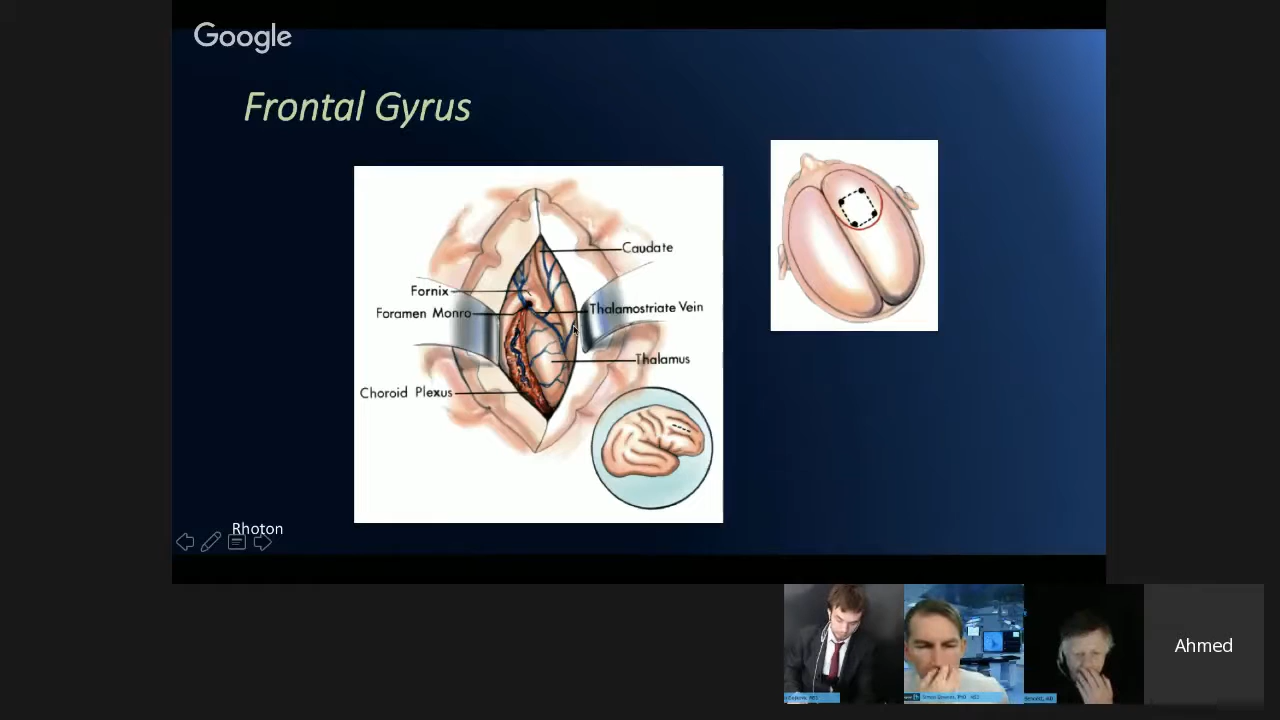 Google
Frontal Gyrus
Caudate
Fornix
Foramen Monro
Thalamostriate Vein
Thalamus
Choroid Plexus
Rhoton
Ahmed